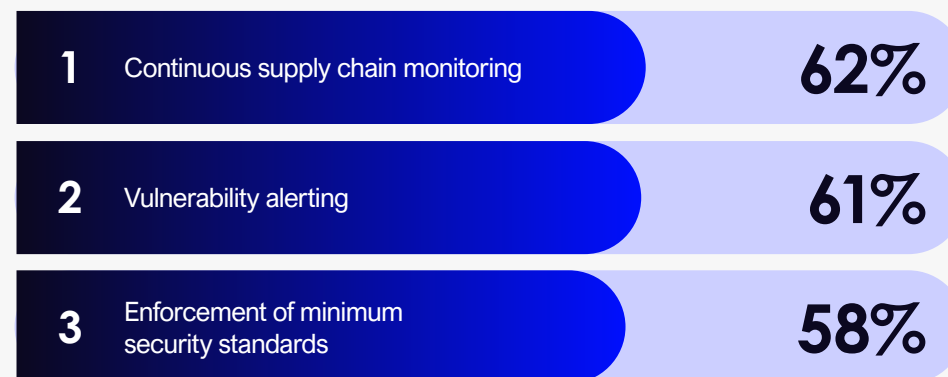 1 Continuous supply chain monitoring 62%
2 Vulnerability alerting 61%
3 Enforcement of minimum
security standards 58%